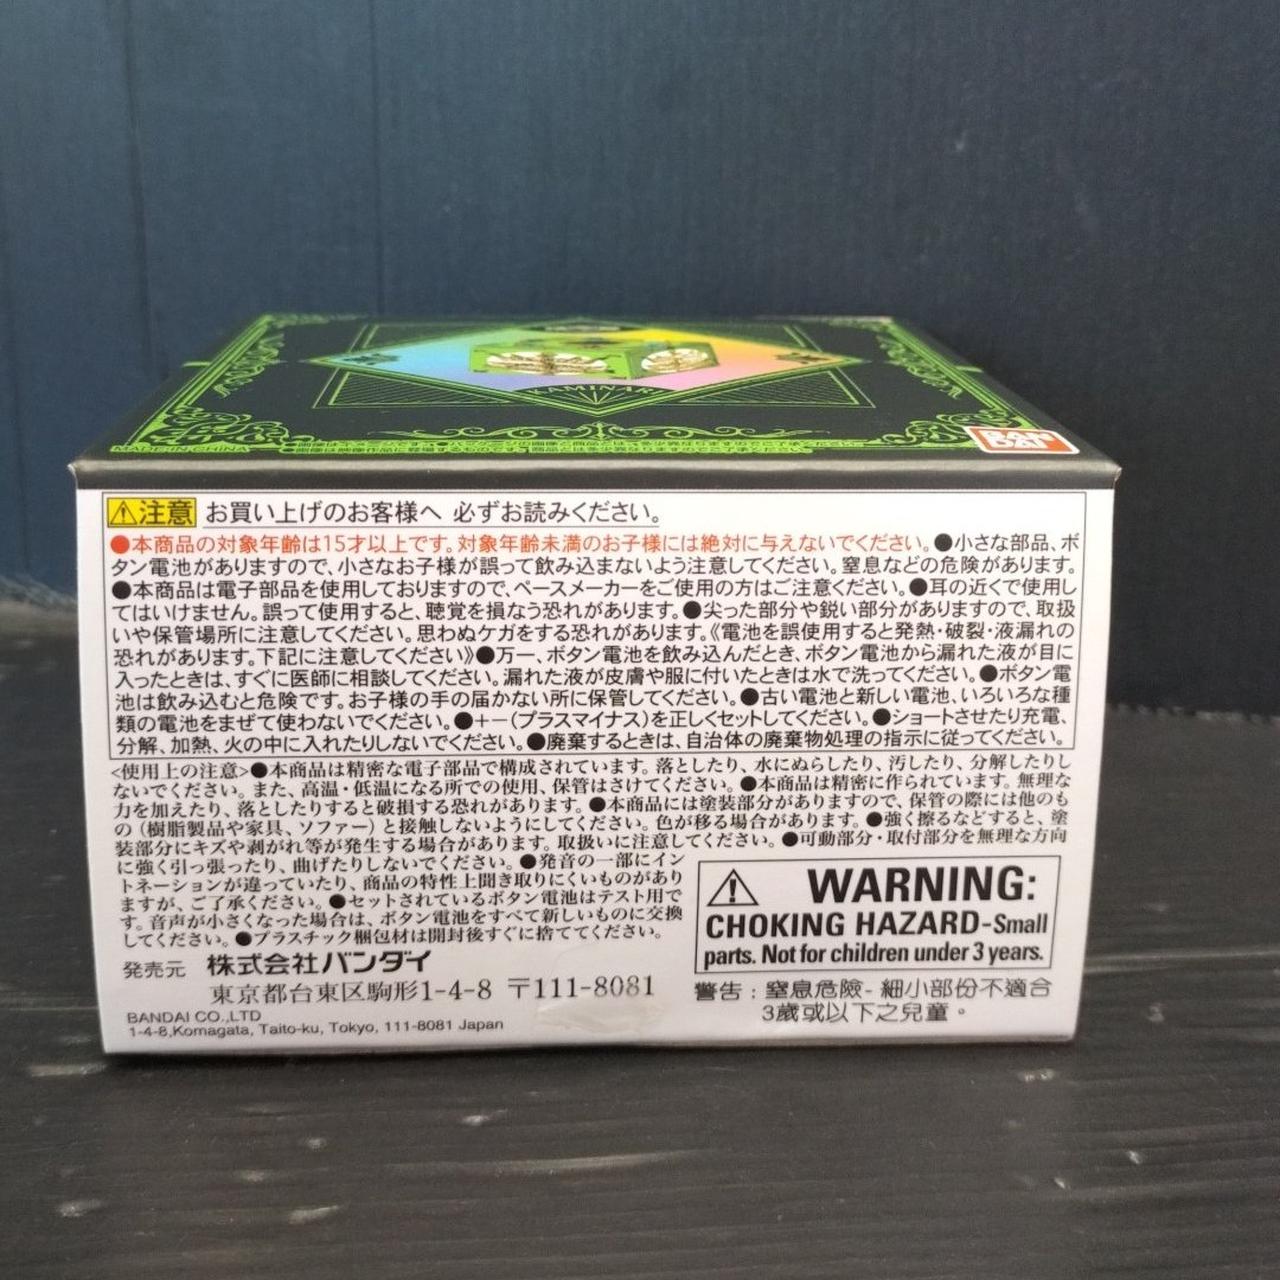 KAMINARI
MADE IN CHINA
BAN
DAI
注意 お買い上げのお客様へ 必ずお読みください。
●本商品の対象年齢は15才以上です。対象年齢未満のお子様には絶対に与えないでください。●小さな部品、ボ
タン電池がありますので、小さなお子様が誤って飲み込まないよう注意してください。窒息などの危険があります。
●本商品は電子部品を使用しておりますので、ペースメーカーをご使用の方はご注意ください。●耳の近くで使用し
てはいけません。誤って使用すると、聴覚を損なう恐れがあります。●尖った部分や鋭い部分がありますので、取扱
いや保管場所に注意してください。思わぬケガをする恐れがあります。《電池を誤使用すると発熱・破裂・液漏れの
恐れがあります。下記に注意してください》●万一、ボタン電池を飲み込んだとき、ボタン電池から漏れた液が目に
入ったときは、すぐに医師に相談してください。漏れた液が皮膚や服に付いたときは水で洗ってください。●ボタン電
池は飲み込むと危険です。お子様の手の届かない所に保管してください。●古い電池と新しい電池、いろいろな種
類の電池をまぜて使わないでください。●+-(プラスマイナス)を正しくセットしてください。●ショートさせたり充電、
分解、加熱、火の中に入れたりしないでください。●廃棄するときは、自治体の廃棄物処理の指示に従ってください。
<使用上の注意>●本商品は精密な電子部品で構成されています。落としたり、水にぬらしたり、汚したり、分解したりし
ないでください。また、高温・低温になる所での使用、保管はさけてください。●本商品は精密に作られています。無理な
力を加えたり、落としたりすると破損する恐れがあります。●本商品には塗装部分がありますので、保管の際には他のも
の(樹脂製品や家具、ソファー)と接触しないようにしてください。色が移る場合があります。●強く擦るなどすると、塗
装部分にキズや剥がれ等が発生する場合があります。取扱いに注意してください。●可動部分・取付部分を無理な方向
に強く引っ張ったり、曲げたりしないでください。●発音の一部にイン
トネーションが違っていたり、商品の特性上聞き取りにくいものがあり
ますが、ご了承ください。●セットされているボタン電池はテスト用で
す。音声が小さくなった場合は、ボタン電池をすべて新しいものに交換
してください。●プラスチック梱包材は開封後すぐに捨ててください。
発売元 株式会社バンダイ
東京都台東区駒形1-4-8 〒111-8081
BANDAI CO.,LTD
1-4-8,Komagata, Taito-ku, Tokyo, 111-8081 Japan
WARNING:
CHOKING HAZARD-Small
parts. Not for children under 3 years.
警告:窒息危險-細小部份不適合
3歲或以下之兒童。